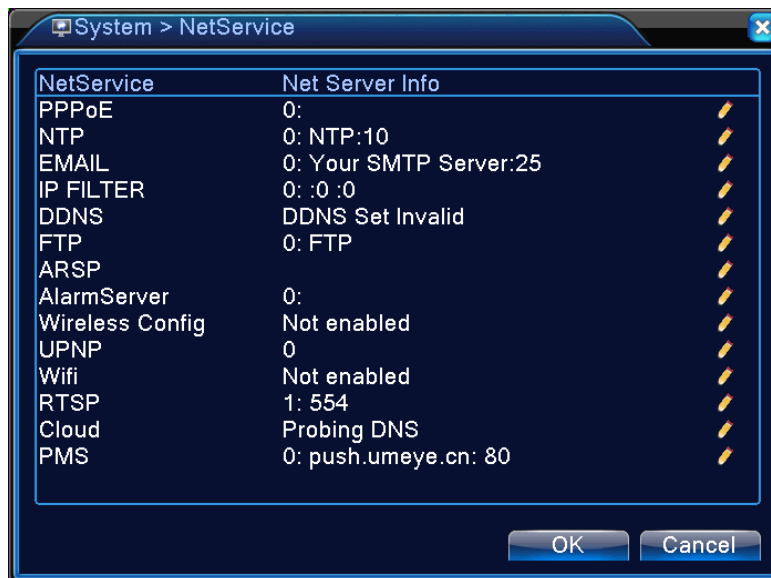 System > NetService
NetService Net Server Info
PPPoE 0:
NTP 0: NTP:10
EMAIL 0: Your SMTP Server:25
IP FILTER 0: :0 :0
DDNS DDNS Set Invalid
FTP 0: FTP
ARSP
AlarmServer 0:
Wireless Config Not enabled
UPNP 0
Wifi Not enabled
RTSP 1: 554
Cloud Probing DNS
PMS 0: push.umeye.cn: 80
OK Cancel